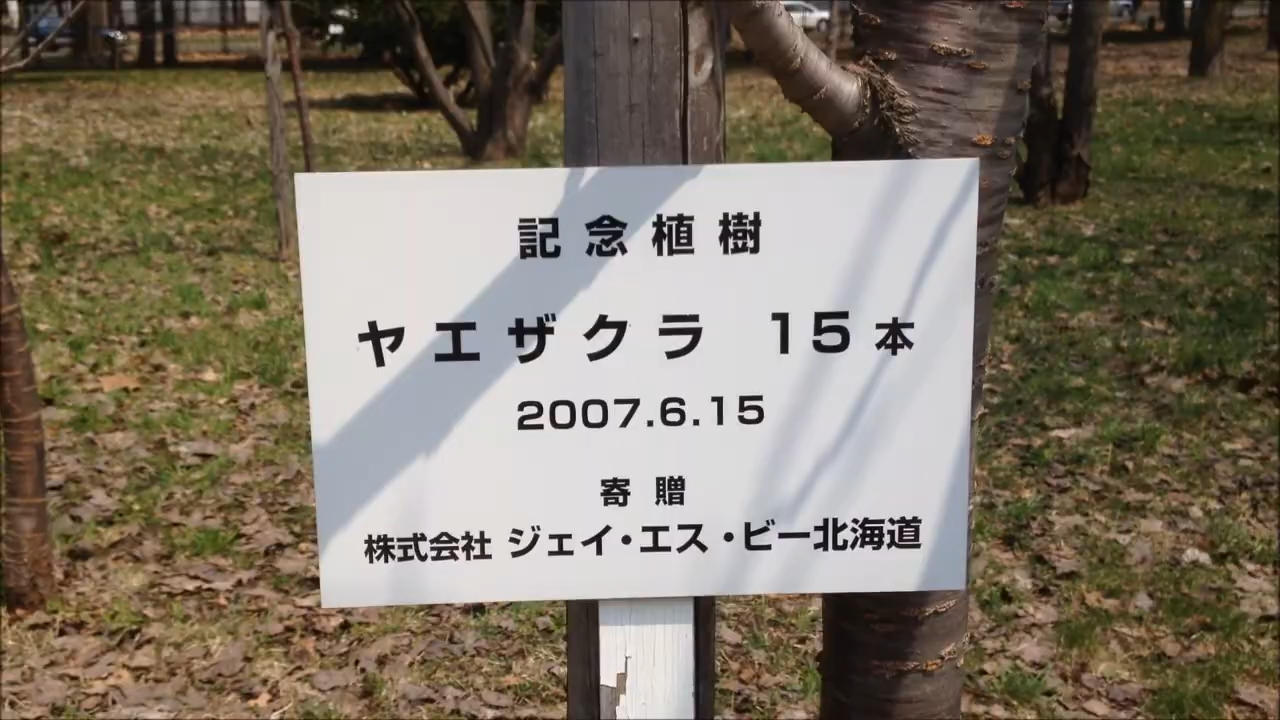 記念植樹
ヤエザクラ 15本
2007.6.15
寄贈
株式会社 ジェイ・エス・ビー北海道